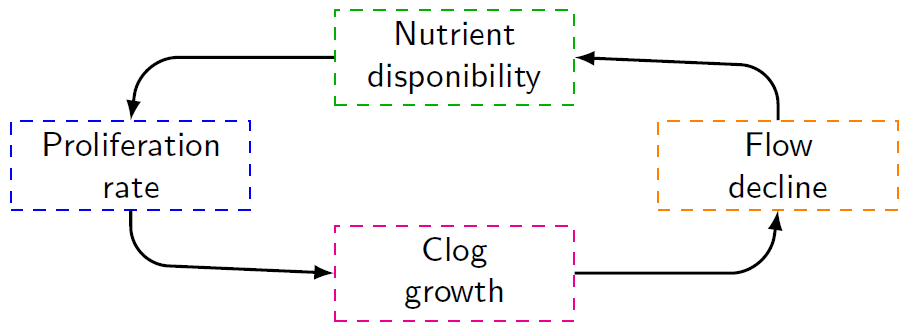 Nutrient
disponibility
Proliferation
rate
Flow
decline
Clog
growth